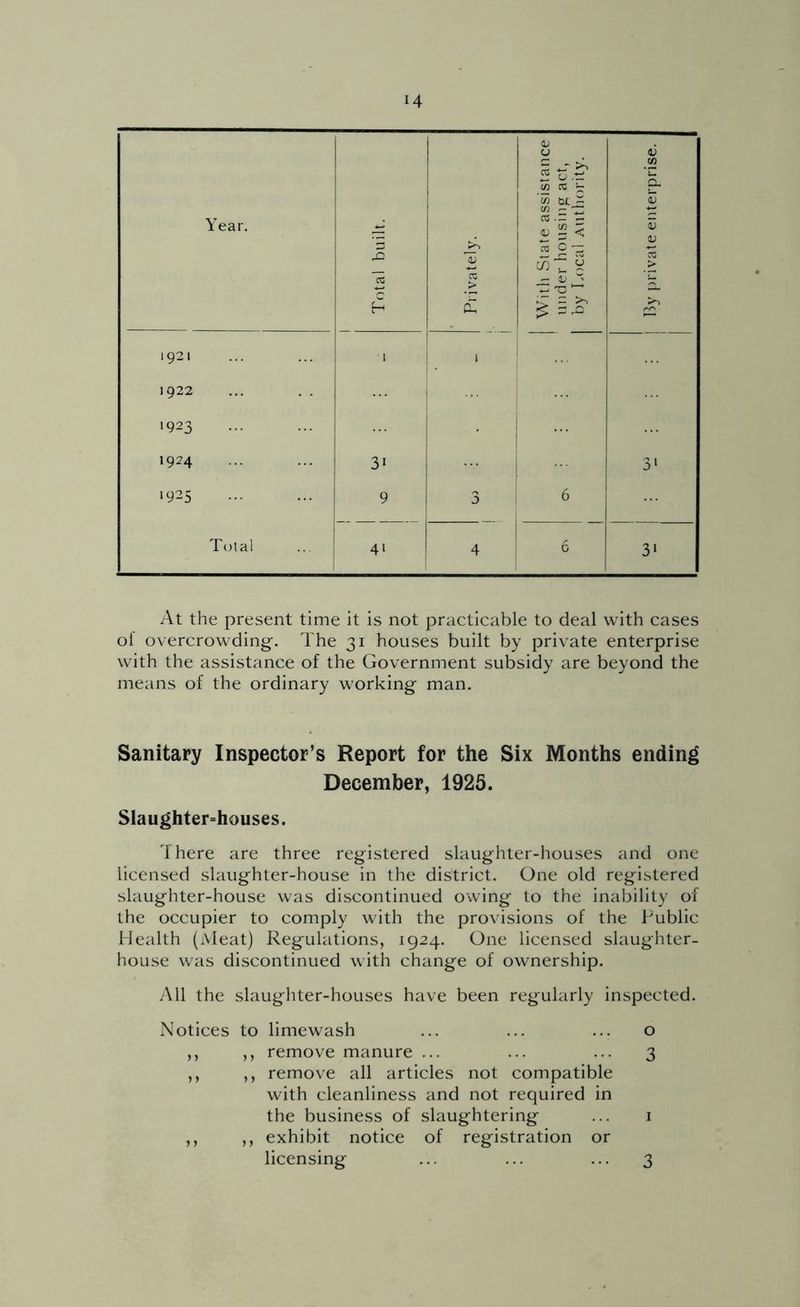 14
Year.
Total built.
Privately.
With State assistance
under housing act,
by Local Authority.
By private enterprise.
1921 ... ... 1 1 ... ...
1922 ... . . ... ... ... ...
1923 ... ... ... . ... ...
1924 ... ... 31 ... ... 31
1925 ... ... 9 3 6 ...
Total ... 41 4 6 31
At the present time it is not practicable to deal with cases
of overcrowding. The 31 houses built by private enterprise
with the assistance of the Government subsidy are beyond the
means of the ordinary working man.
Sanitary Inspector's Report for the Six Months ending
December, 1925.
Slaughter=houses.
There are three registered slaughter-houses and one
licensed slaughter-house in the district. One old registered
slaughter-house was discontinued owing to the inability of
the occupier to comply with the provisions of the Public
Health (Meat) Regulations, 1924. One licensed slaughter-
house was discontinued with change of ownership.
All the slaughter-houses have been regularly inspected.
Notices to limewash ... ... ... 0
,, ,, remove manure ... ... ... 3
,, ,, remove all articles not compatible
with cleanliness and not required in
the business of slaughtering ... 1
,, ,, exhibit notice of registration or
licensing ... ... ... 3